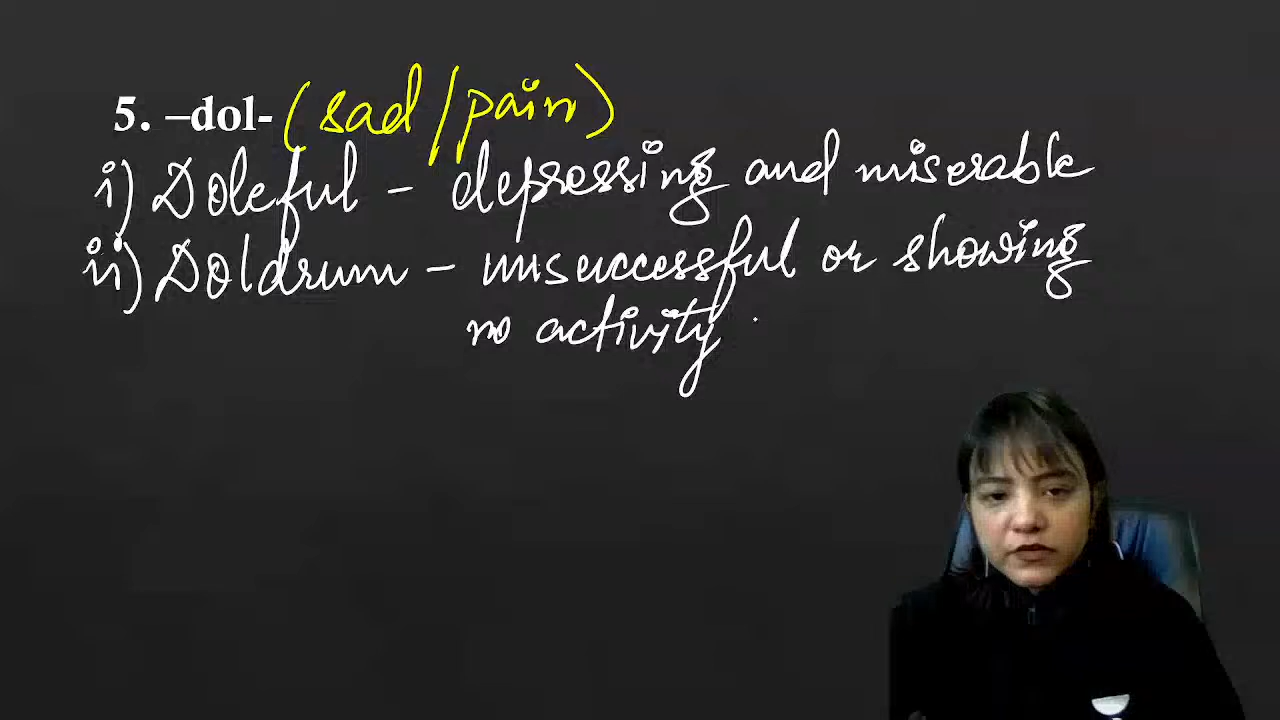 5. –dol- (sad/pain)
i) Doleful - depressing and miserable
ii) Doldrum - unsuccessful or showing
no activity.